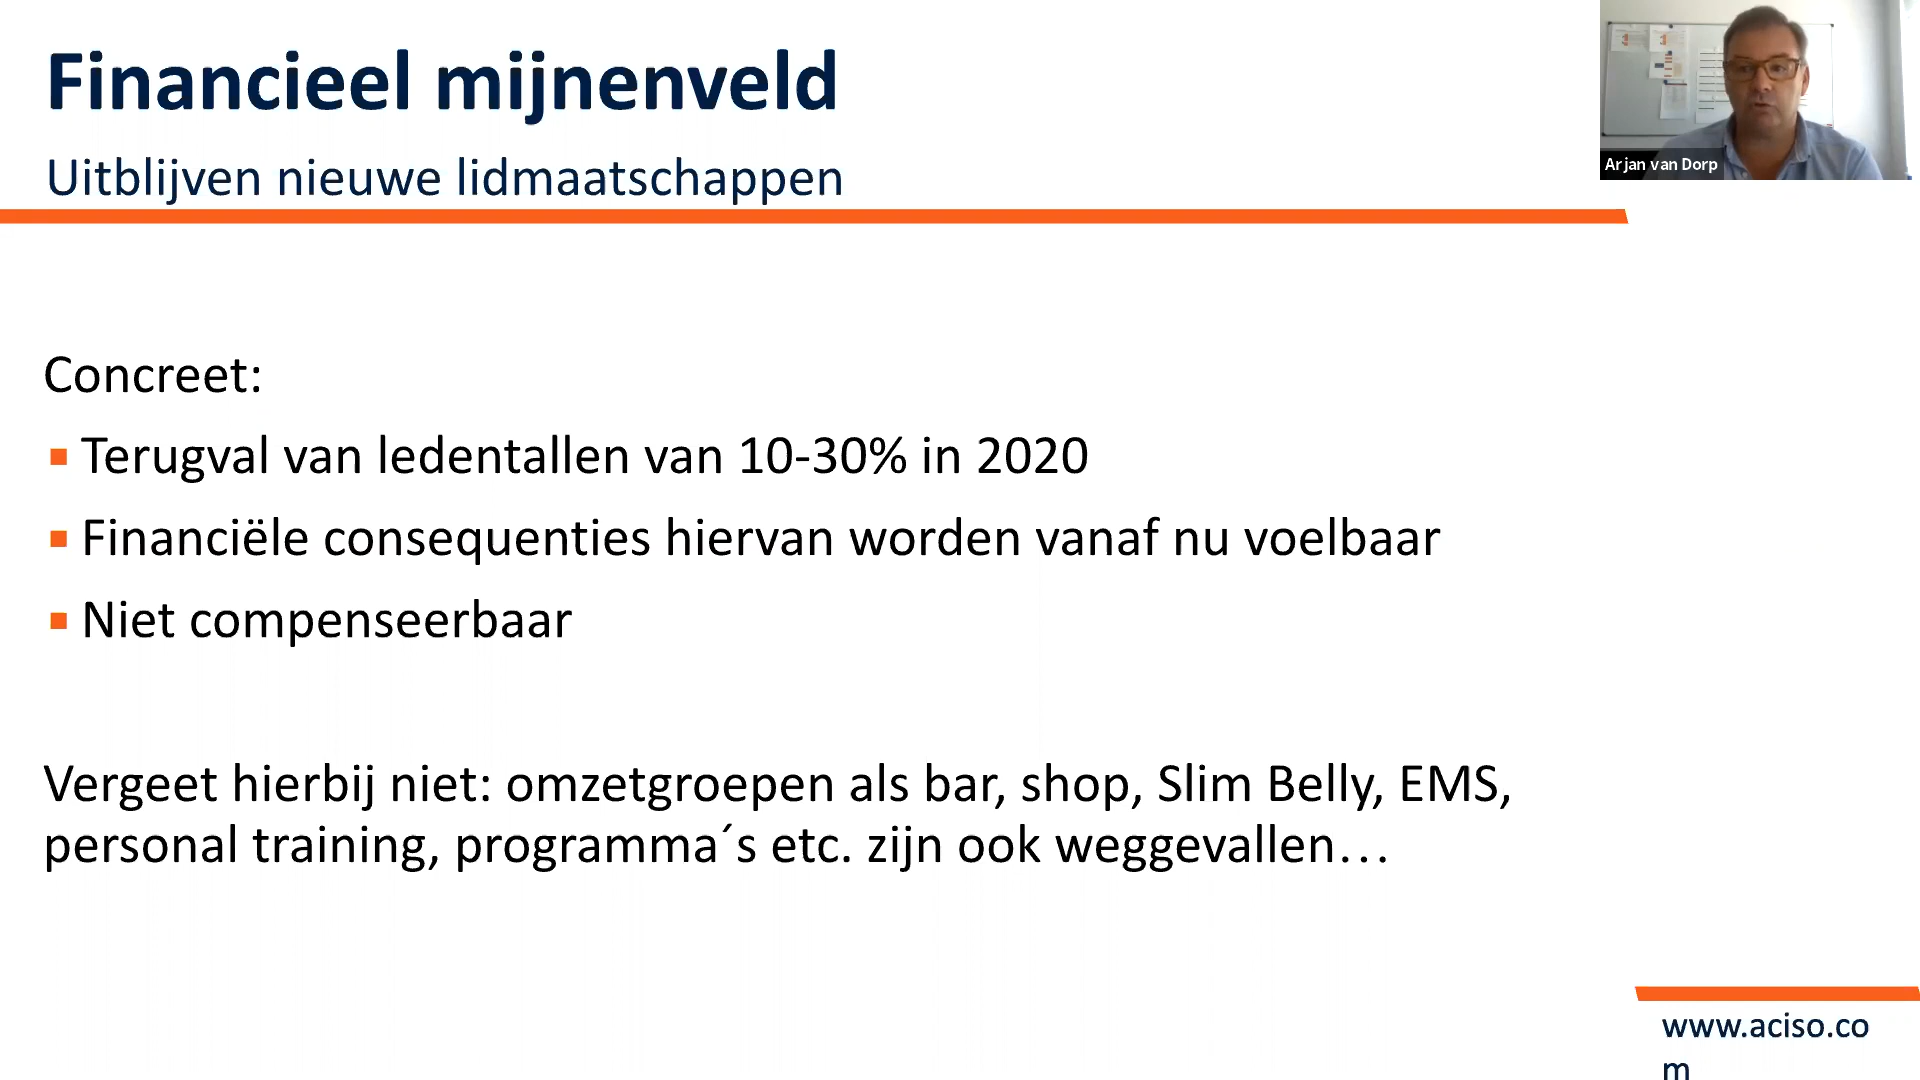 Financieel mijnenveld
Uitblijven nieuwe lidmaatschappen
Arjan van Dorp
Concreet:
▪ Terugval van ledentallen van 10-30% in 2020
▪ Financiële consequenties hiervan worden vanaf nu voelbaar
▪ Niet compenseerbaar
Vergeet hierbij niet: omzetgroepen als bar, shop, Slim Belly, EMS,
personal training, programma´s etc. zijn ook weggevallen…
www.aciso.co
m